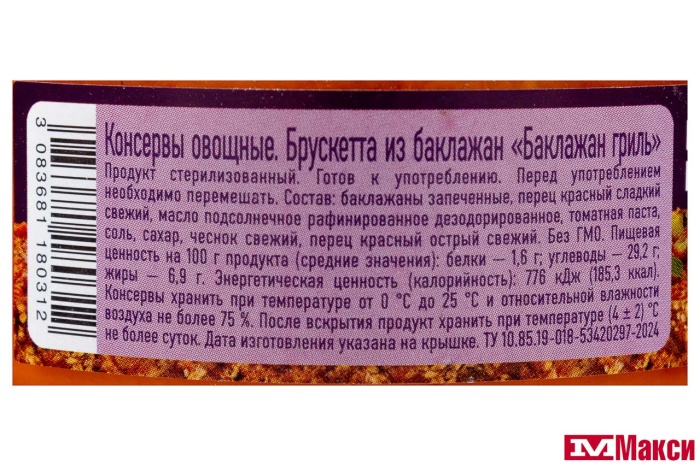 3 083681 180312
Консервы овощные. Брускетта из баклажан «Баклажан гриль»
Продукт стерилизованный. Готов к употреблению. Перед употреблением
необходимо перемешать. Состав: баклажаны запеченные, перец красный сладкий
свежий, масло подсолнечное рафинированное дезодорированное, томатная паста,
соль, сахар, чеснок свежий, перец красный острый свежий. Без ГМО. Пищевая
ценность на 100 г продукта (средние значения): белки – 1,6 г; углеводы – 29,2 г;
жиры – 6,9 г. Энергетическая ценность (калорийность): 776 кДж (185,3 ккал).
Консервы хранить при температуре от 0 °С до 25 °С и относительной влажности
воздуха не более 75 %. После вскрытия продукт хранить при температуре (4 ± 2) °С
не более суток. Дата изготовления указана на крышке. ТУ 10.85.19-018-53420297-2024
Макси